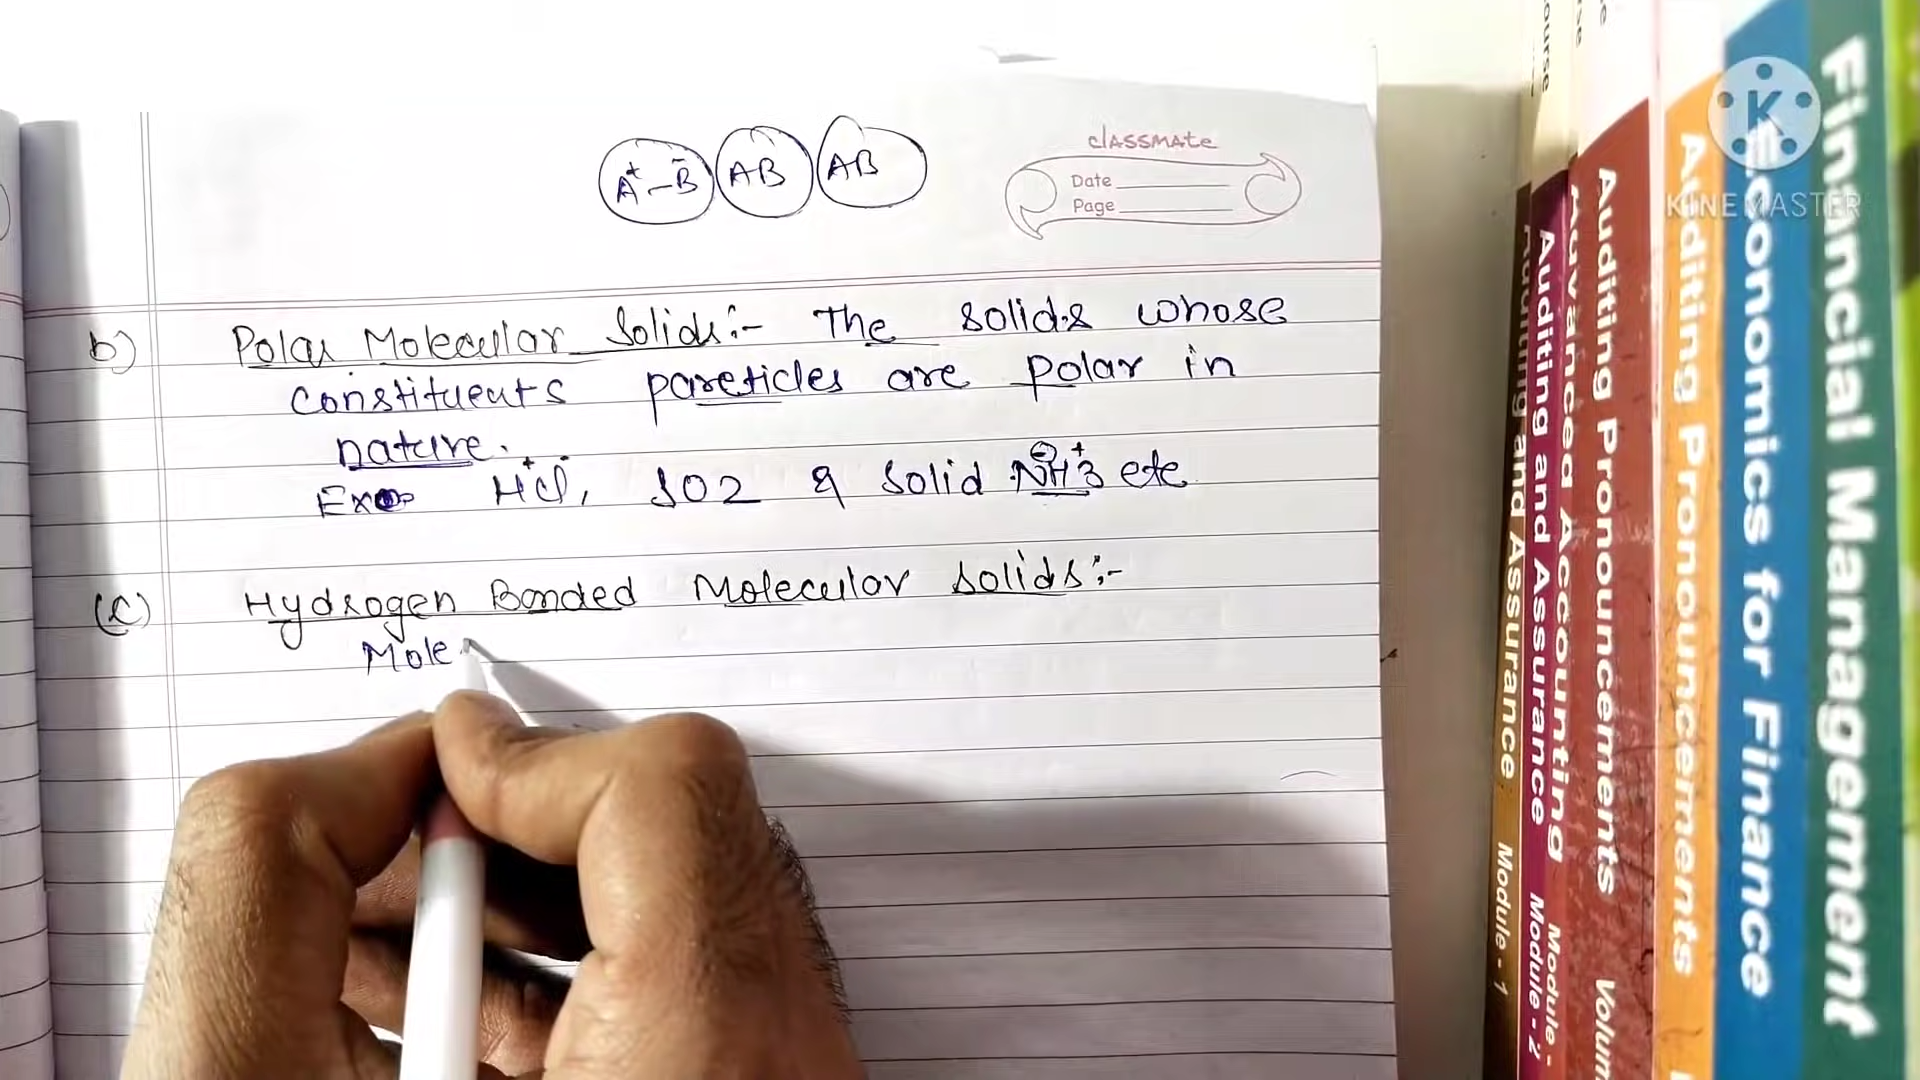 A⁺–B⁻ AB AB
classmate
Date
Page
b) Polar Molecular Solids:- The solids whose
constituents pareticles are polar in
nature.
Ex HCl, SO2 & Solid NH3 etc
(c) Hydrogen Bonded Molecular Solids:-
Mole
KINEMASTER
Auditing and Assurance Module - 1
Auditing and Assurance Module - 2
Advanced Accounting Module -
Auditing Pronouncements
Auditing Pronouncements
Economics for Finance
Financial Management